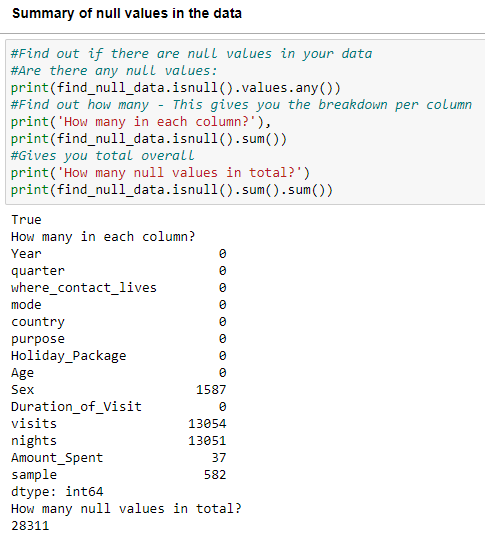 Summary of null values in the data
#Find out if there are null values in your data
#Are there any null values:
print(find_null_data.isnull().values.any())
#Find out how many - This gives you the breakdown per column
print('How many in each column?'),
print(find_null_data.isnull().sum())
#Gives you total overall
print('How many null values in total?')
print(find_null_data.isnull().sum().sum())
True
How many in each column?
Year 0
quarter 0
where_contact_lives 0
mode 0
country 0
purpose 0
Holiday_Package 0
Age 0
Sex 1587
Duration_of_Visit 0
visits 13054
nights 13051
Amount_Spent 37
sample 582
dtype: int64
How many null values in total?
28311